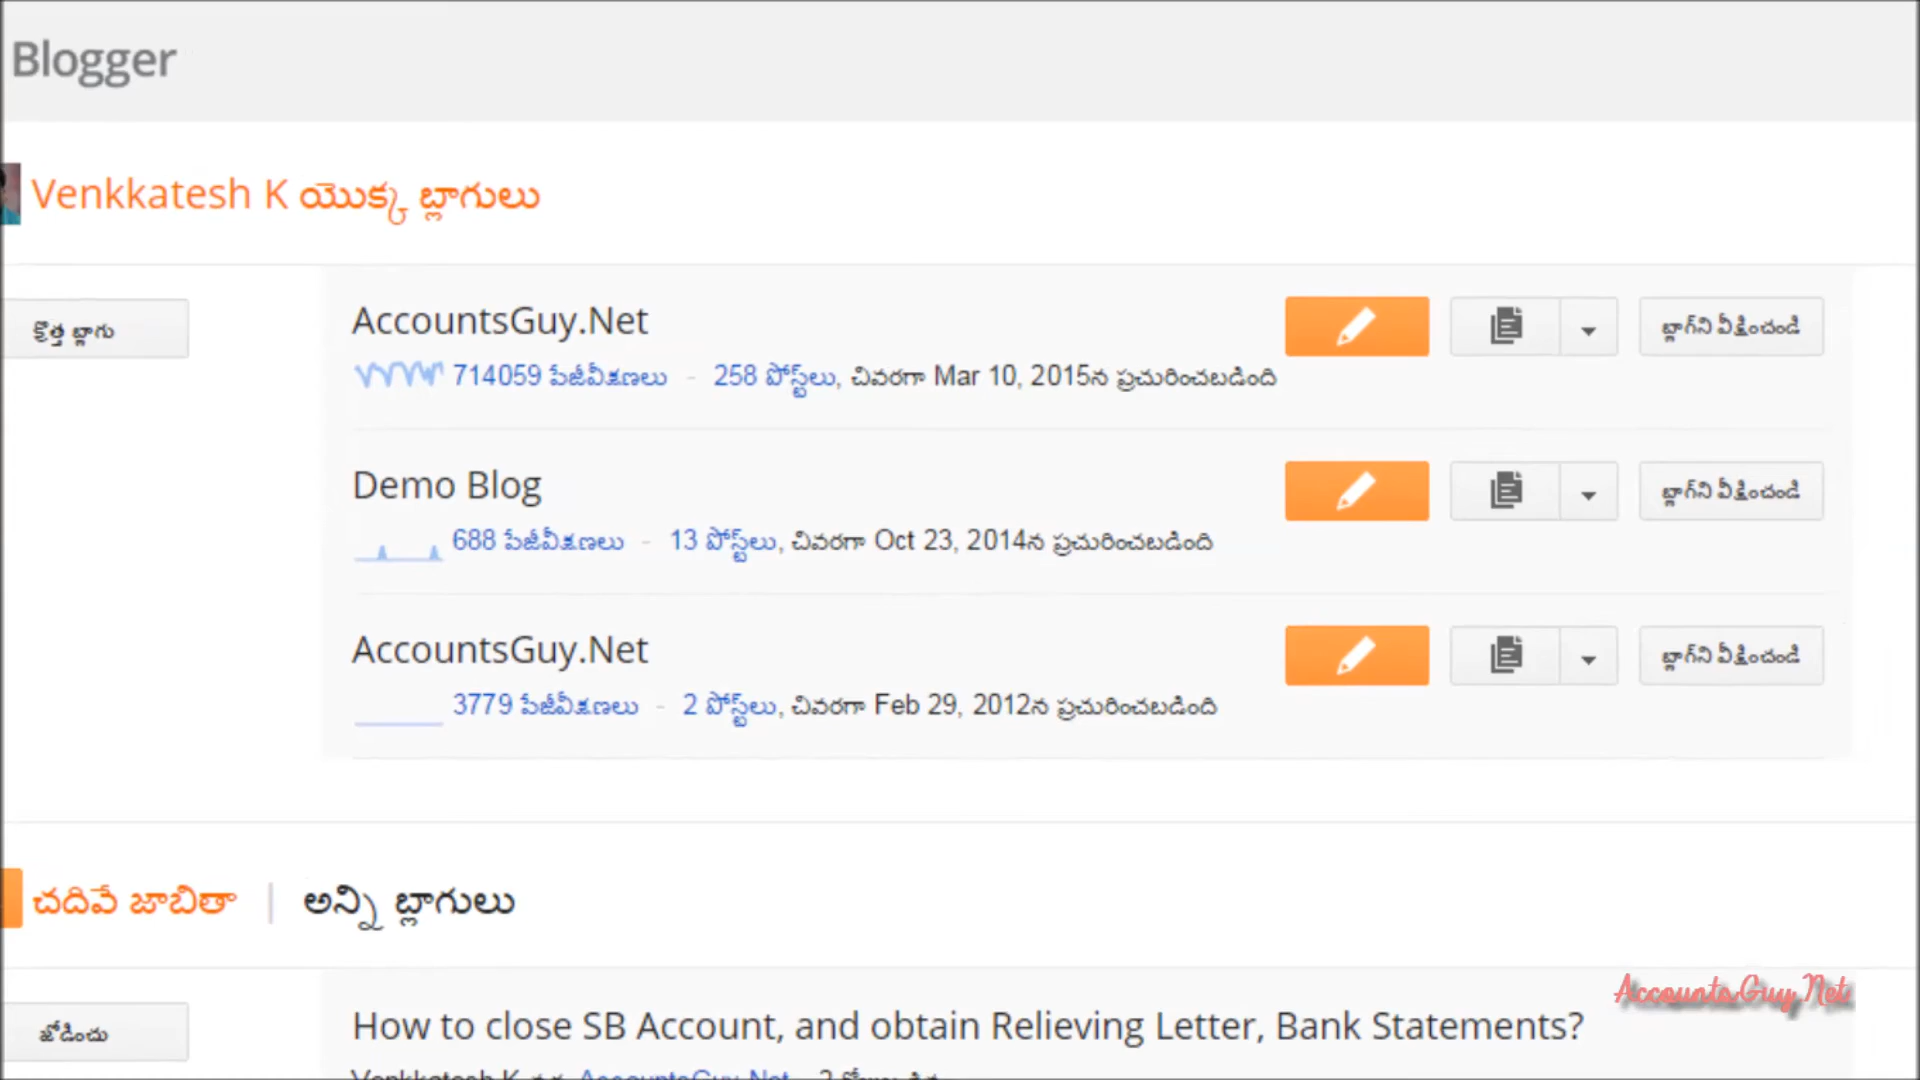 Blogger
Venkkatesh K యొక్క బ్లాగులు
క్రొత్త బ్లాగు
AccountsGuy.Net
బ్లాగ్‌ని వీక్షించండి
714059 పేజీవీక్షణలు - 258 పోస్ట్‌లు, చివరగా Mar 10, 2015న ప్రచురించబడింది
Demo Blog
బ్లాగ్‌ని వీక్షించండి
688 పేజీవీక్షణలు - 13 పోస్ట్‌లు, చివరగా Oct 23, 2014న ప్రచురించబడింది
AccountsGuy.Net
బ్లాగ్‌ని వీక్షించండి
3779 పేజీవీక్షణలు - 2 పోస్ట్‌లు, చివరగా Feb 29, 2012న ప్రచురించబడింది
చదివే జాబితా | అన్ని బ్లాగులు
AccountsGuy.Net
జోడించు
How to close SB Account, and obtain Relieving Letter, Bank Statements?
Venkkatesh K AccountsGuy.Net